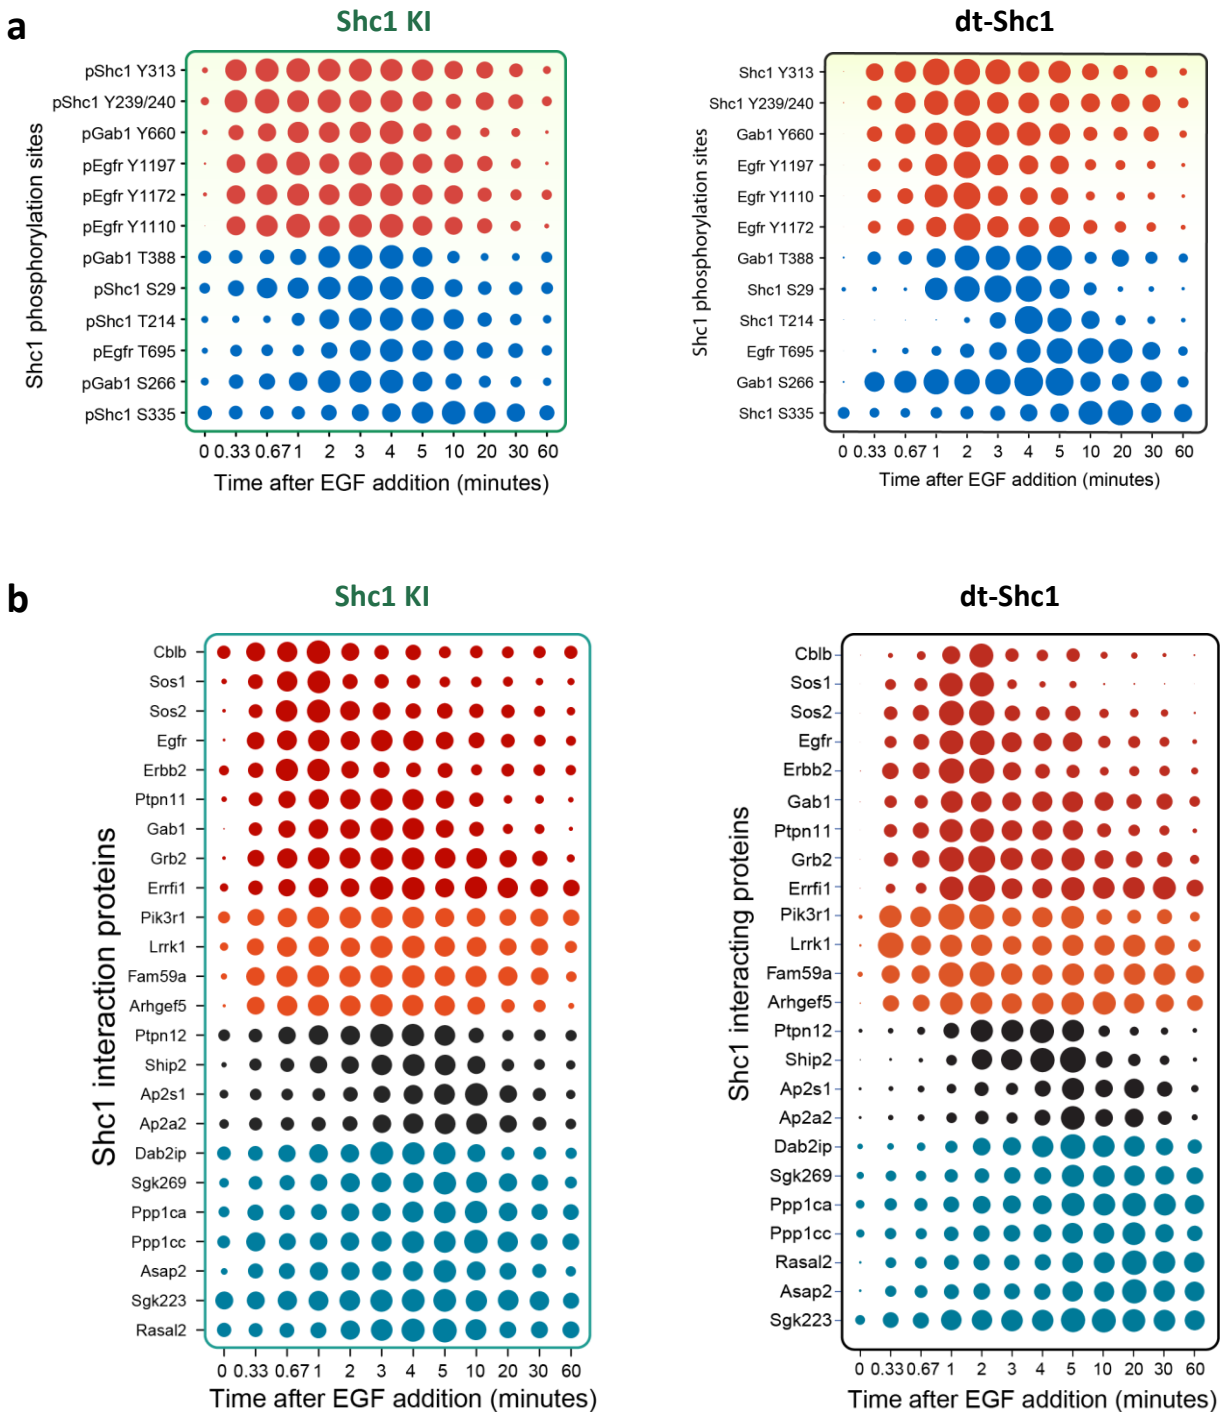 a
Shc1 KI
dt-Shc1
Shc1 phosphorylation sites
pShc1 Y313
pShc1 Y239/240
pGab1 Y660
pEgfr Y1197
pEgfr Y1172
pEgfr Y1110
pGab1 T388
pShc1 S29
pShc1 T214
pEgfr T695
pGab1 S266
pShc1 S335
0 0.33 0.67 1 2 3 4 5 10 20 30 60
Time after EGF addition (minutes)
Shc1 phosphorylation sites
Shc1 Y313
Shc1 Y239/240
Gab1 Y660
Egfr Y1197
Egfr Y1110
Egfr Y1172
Gab1 T388
Shc1 S29
Shc1 T214
Egfr T695
Gab1 S266
Shc1 S335
0 0.33 0.67 1 2 3 4 5 10 20 30 60
Time after EGF addition (minutes)
b
Shc1 KI
dt-Shc1
Shc1 interaction proteins
Cblb
Sos1
Sos2
Egfr
Erbb2
Ptpn11
Gab1
Grb2
Errfi1
Pik3r1
Lrrk1
Fam59a
Arhgef5
Ptpn12
Ship2
Ap2s1
Ap2a2
Dab2ip
Sgk269
Ppp1ca
Ppp1cc
Asap2
Sgk223
Rasal2
0 0.33 0.67 1 2 3 4 5 10 20 30 60
Time after EGF addition (minutes)
Shc1 interacting proteins
Cblb
Sos1
Sos2
Egfr
Erbb2
Gab1
Ptpn11
Grb2
Errfi1
Pik3r1
Lrrk1
Fam59a
Arhgef5
Ptpn12
Ship2
Ap2s1
Ap2a2
Dab2ip
Sgk269
Ppp1ca
Ppp1cc
Rasal2
Asap2
Sgk223
0 0.33 0.67 1 2 3 4 5 10 20 30 60
Time after EGF addition (minutes)